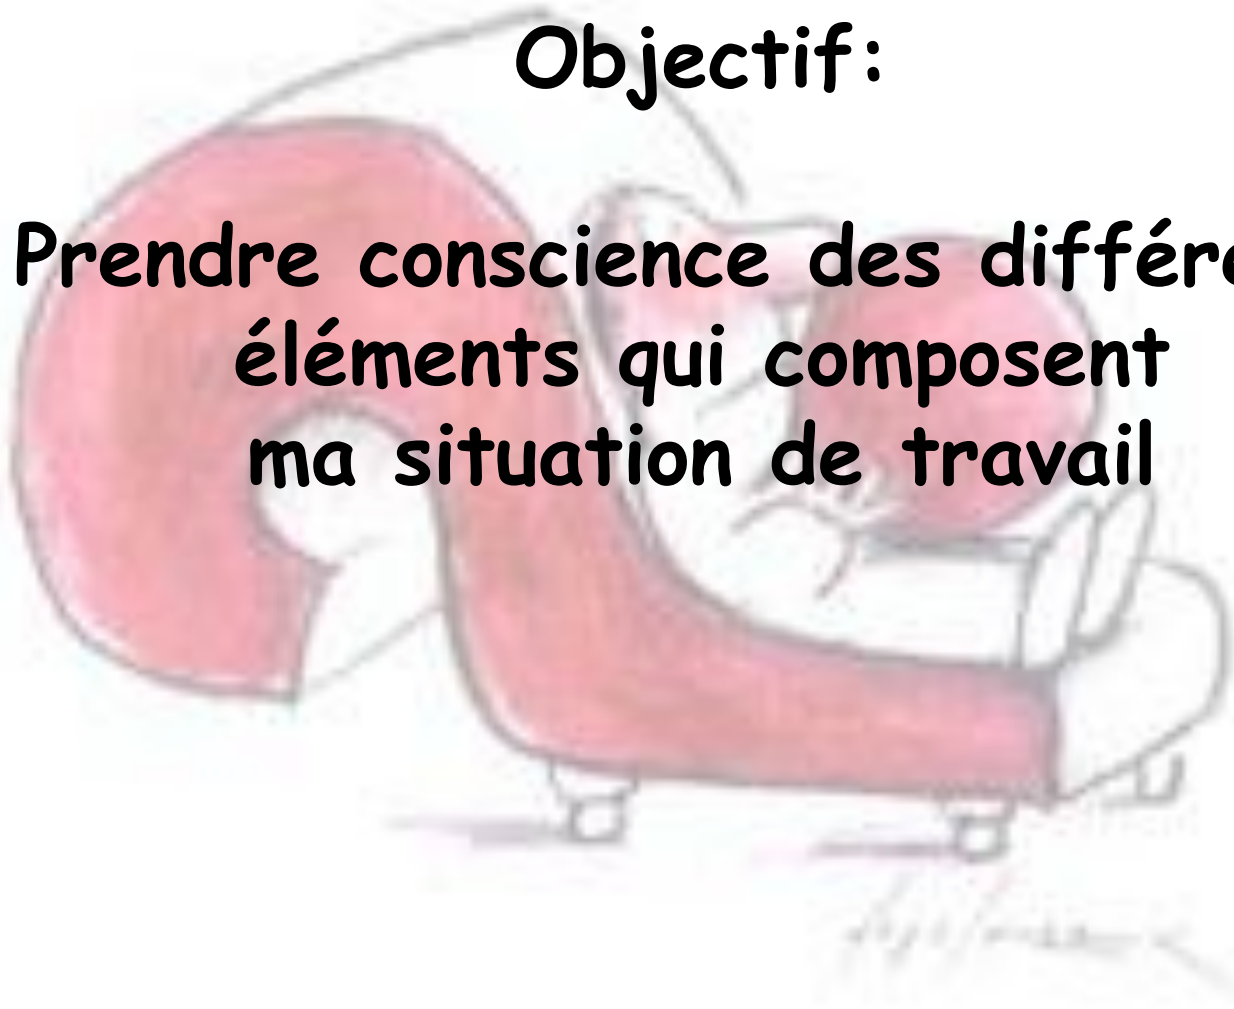 Objectif:
Prendre conscience des différe
éléments qui composent
ma situation de travail